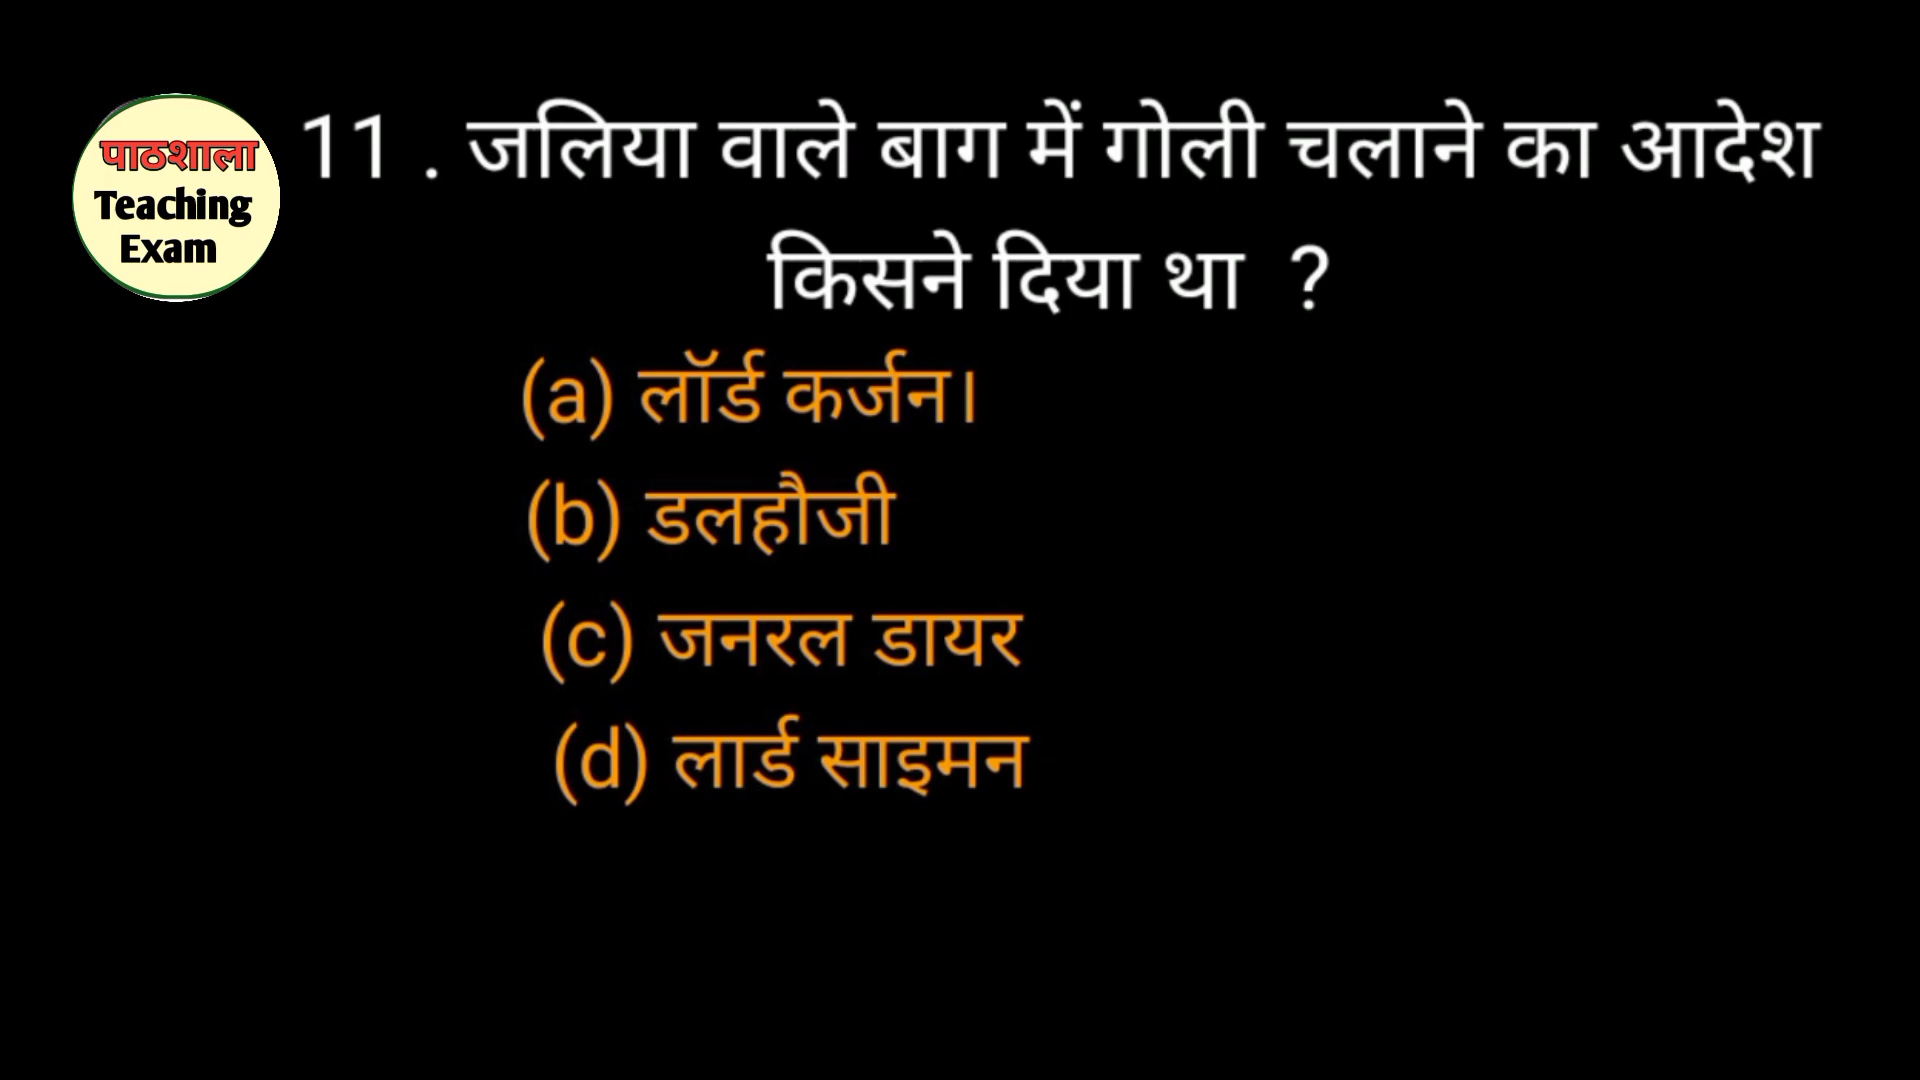 पाठशाला
Teaching
Exam
11 . जलिया वाले बाग में गोली चलाने का आदेश
किसने दिया था ?
(a) लॉर्ड कर्जन।
(b) डलहौजी
(c) जनरल डायर
(d) लार्ड साइमन